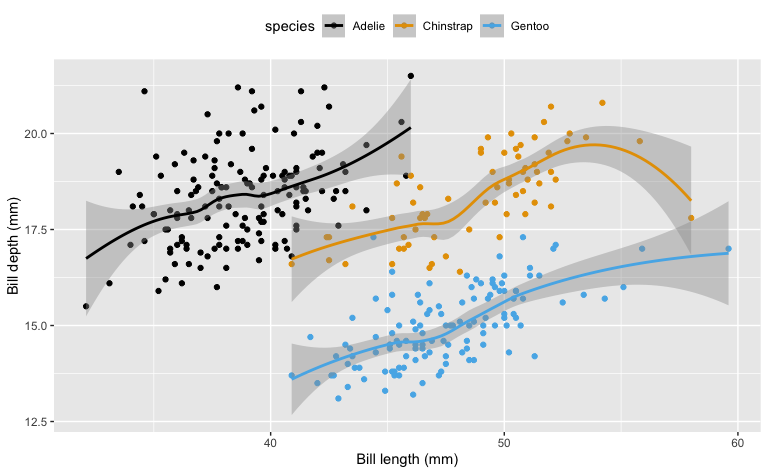 species Adelie Chinstrap Gentoo
Bill depth (mm)
20.0
17.5
15.0
12.5
40 50 60
Bill length (mm)